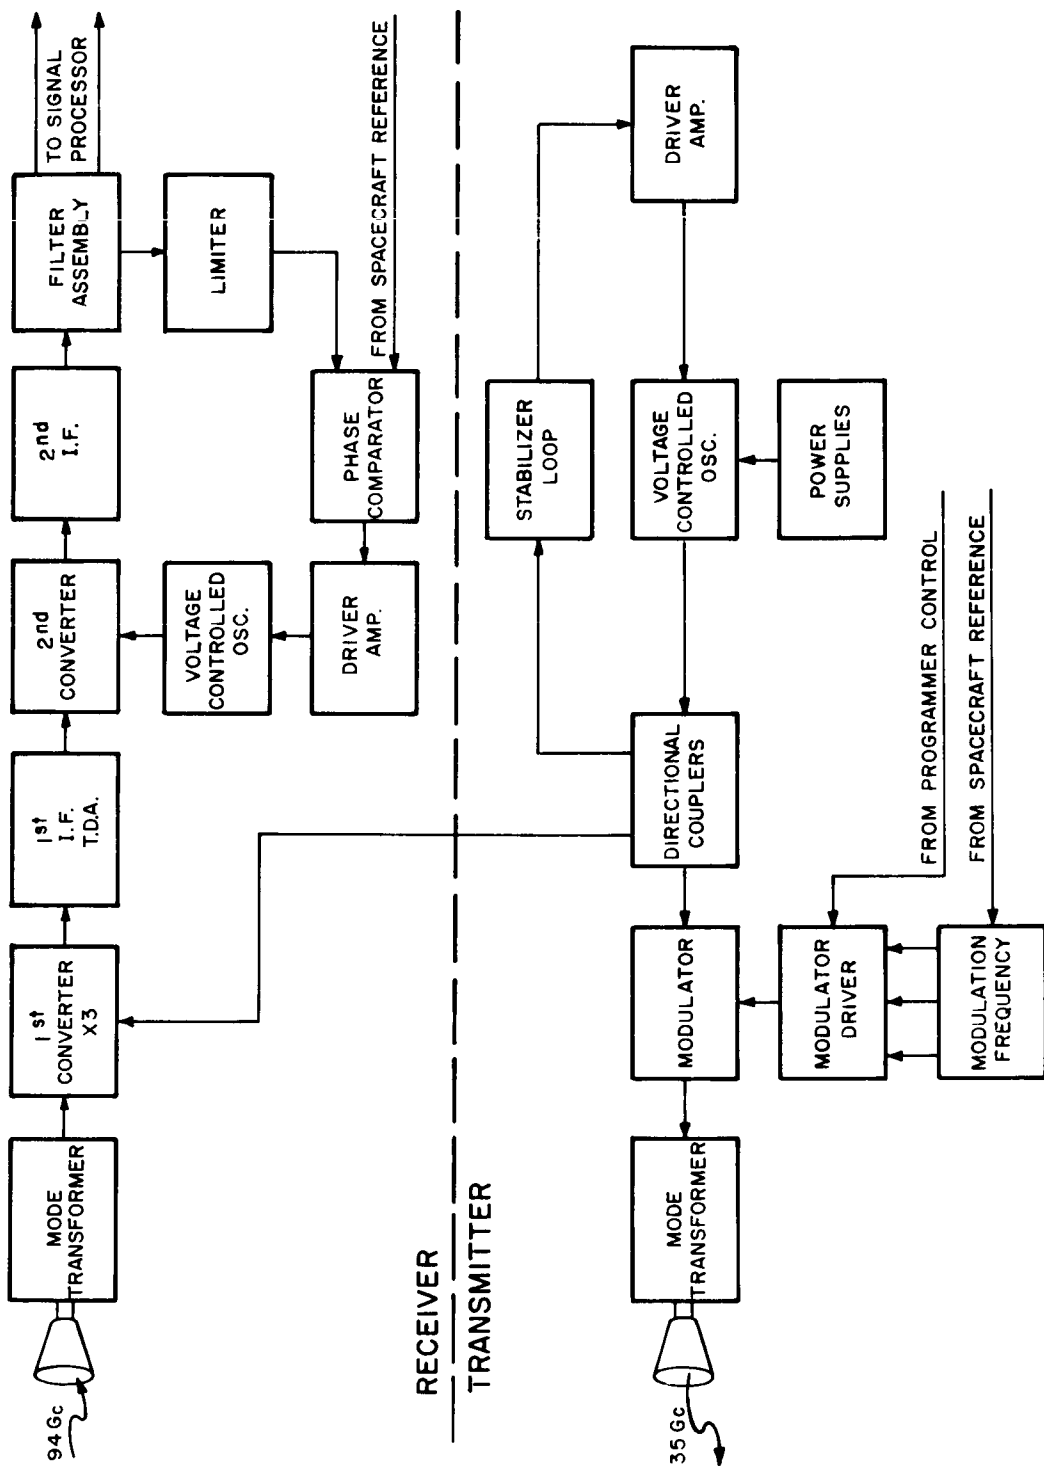 94 Gc
MODE
TRANSFORMER
1st
CONVERTER
X3
1st
I.F.
T.D.A.
2nd
CONVERTER
2nd
I.F.
FILTER
ASSEMBLY
TO SIGNAL
PROCESSOR
VOLTAGE
CONTROLLED
OSC.
LIMITER
DRIVER
AMP.
PHASE
COMPARATOR
FROM SPACECRAFT REFERENCE
RECEIVER
TRANSMITTER
STABILIZER
LOOP
35 Gc
MODE
TRANSFORMER
MODULATOR
DIRECTIONAL
COUPLERS
VOLTAGE
CONTROLLED
OSC.
DRIVER
AMP.
MODULATOR
DRIVER
POWER
SUPPLIES
FROM PROGRAMMER CONTROL
MODULATION
FREQUENCY
FROM SPACECRAFT REFERENCE